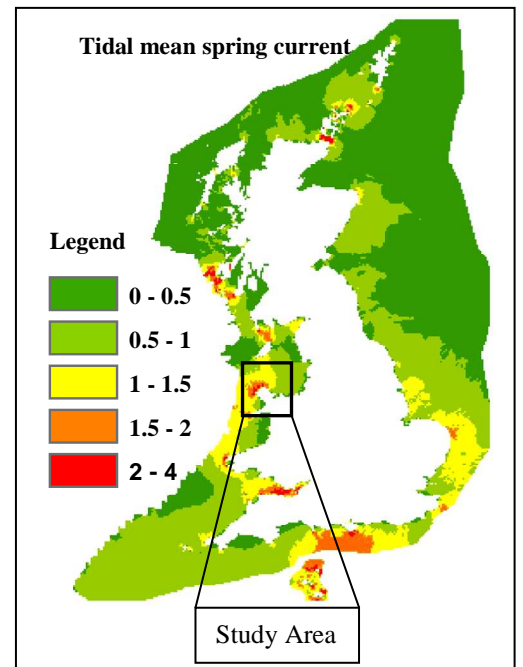 Tidal mean spring current
Legend
0 - 0.5
0.5 - 1
1 - 1.5
1.5 - 2
2 - 4
Study Area